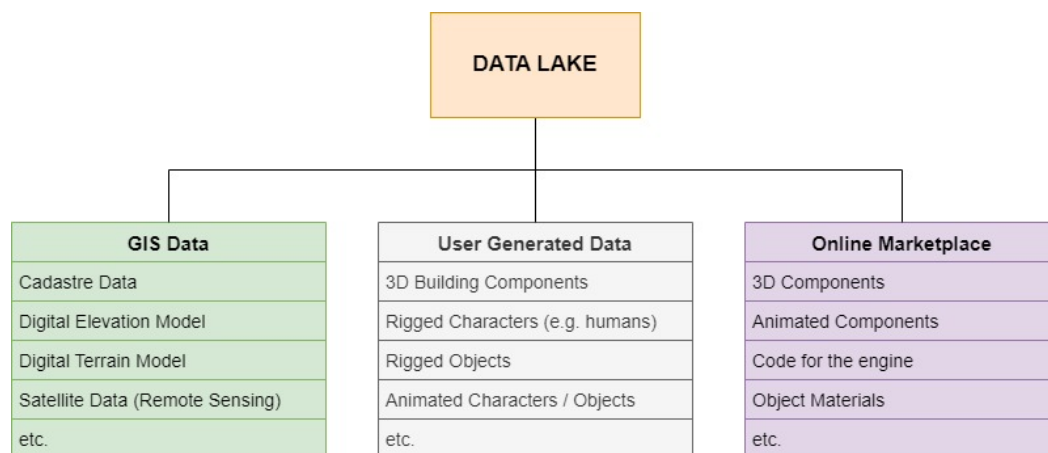 DATA LAKE
GIS Data
Cadastre Data
Digital Elevation Model
Digital Terrain Model
Satellite Data (Remote Sensing)
etc.
User Generated Data
3D Building Components
Rigged Characters (e.g. humans)
Rigged Objects
Animated Characters / Objects
etc.
Online Marketplace
3D Components
Animated Components
Code for the engine
Object Materials
etc.